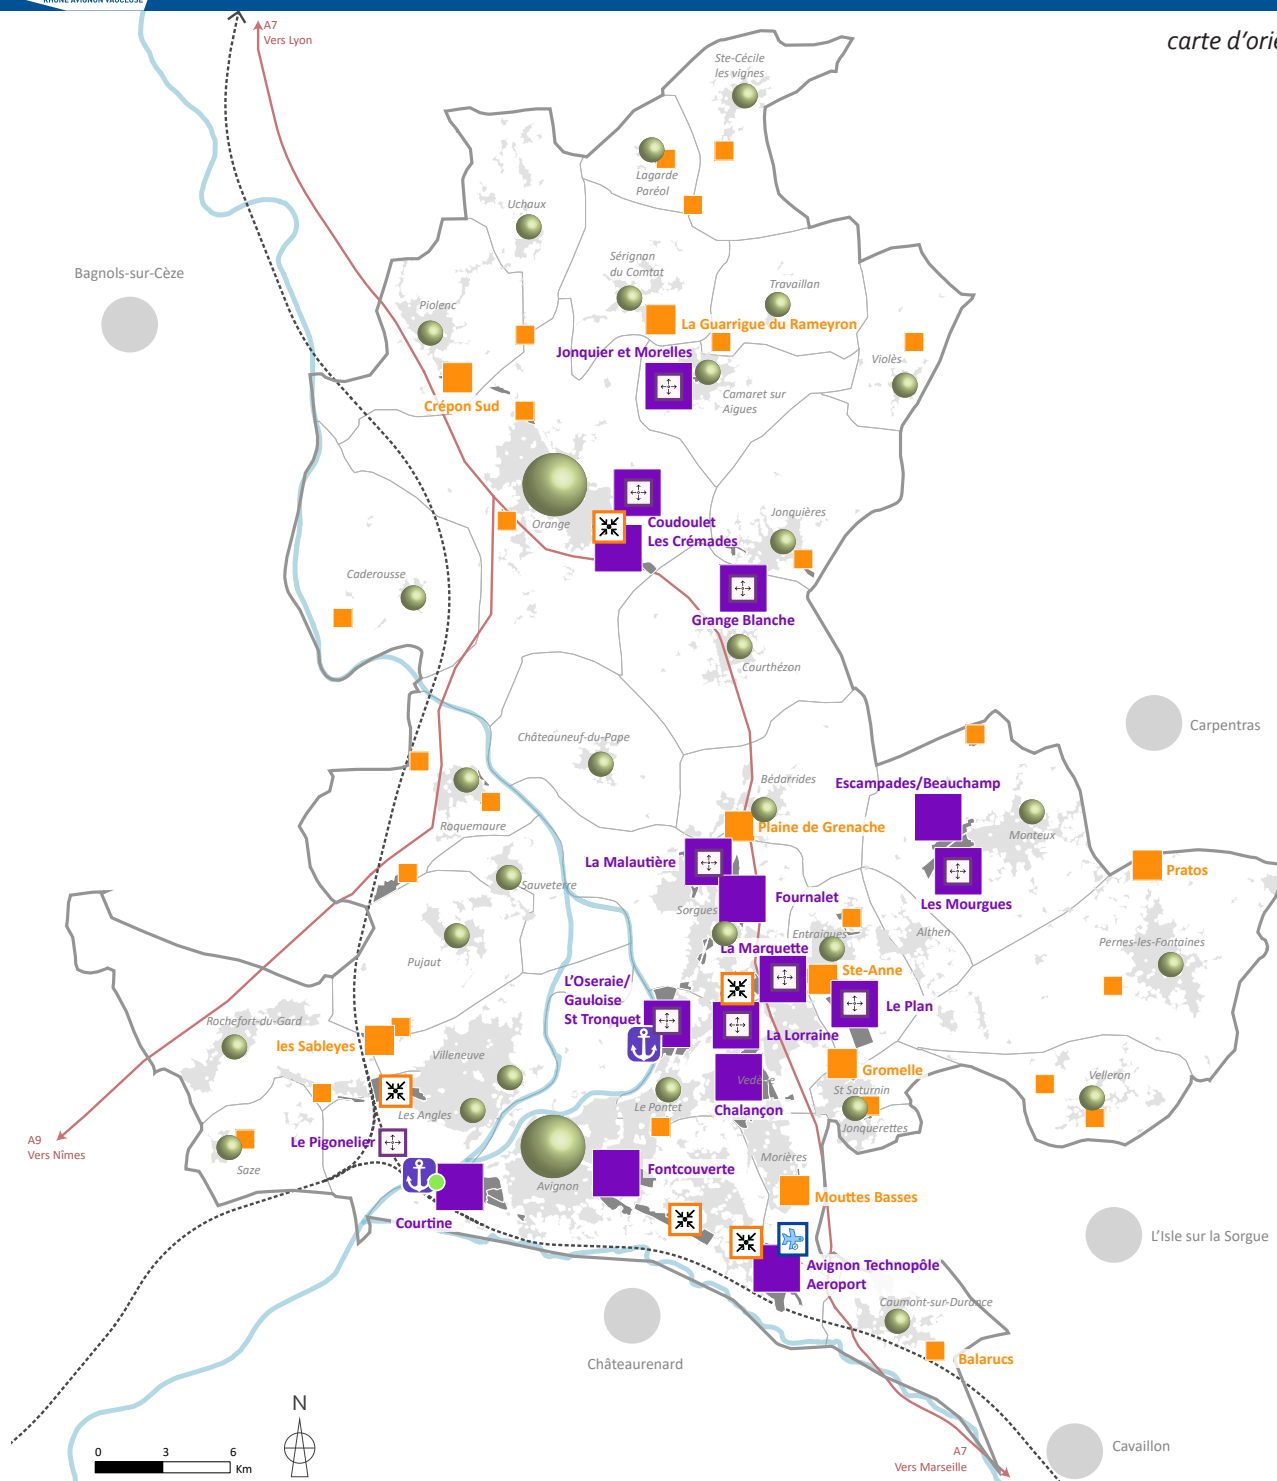 RHÔNE AVIGNON VAUCLUSE
A7
Vers Lyon
carte d'orie
Ste-Cécile
les vignes
Lagarde
Paréol
Uchaux
Sérignan
du Comtat
Travaillan
Bagnols-sur-Cèze
Piolenc
La Guarrigue du Rameyron
Jonquier et Morelles
Violès
Camaret sur
Aigues
Crépon Sud
Orange
Coudoulet
Les Crémades
Jonquières
Caderousse
Grange Blanche
Courthézon
Carpentras
Châteauneuf-du-Pape
Bédarrides
Escampades/Beauchamp
Roquemaure
Plaine de Grenache
Monteux
La Malautière
Pratos
Sauveterre
Fournalet
Les Mourgues
Sorgues
Entraigues
Althen
Pernes-les-Fontaines
La Marquette
Pujaut
Ste-Anne
L'Oseraie/
Gauloise
St Tronquet
Le Plan
Rochefort-du-Gard
La Lorraine
les Sableyes
Villeneuve
Gromelle
Vedène
Velleron
St Saturnin
Le Pontet
Chalançon
Les Angles
Jonquerettes
A9
Vers Nîmes
Le Pigonelier
Morières
Saze
Fontcouverte
Avignon
Mouttes Basses
Courtine
L'Isle sur la Sorgue
Avignon Technopôle
Aeroport
Caumont-sur-Durance
Châteaurenard
Balarucs
N
Cavaillon
0 3 6
Km
A7
Vers Marseille